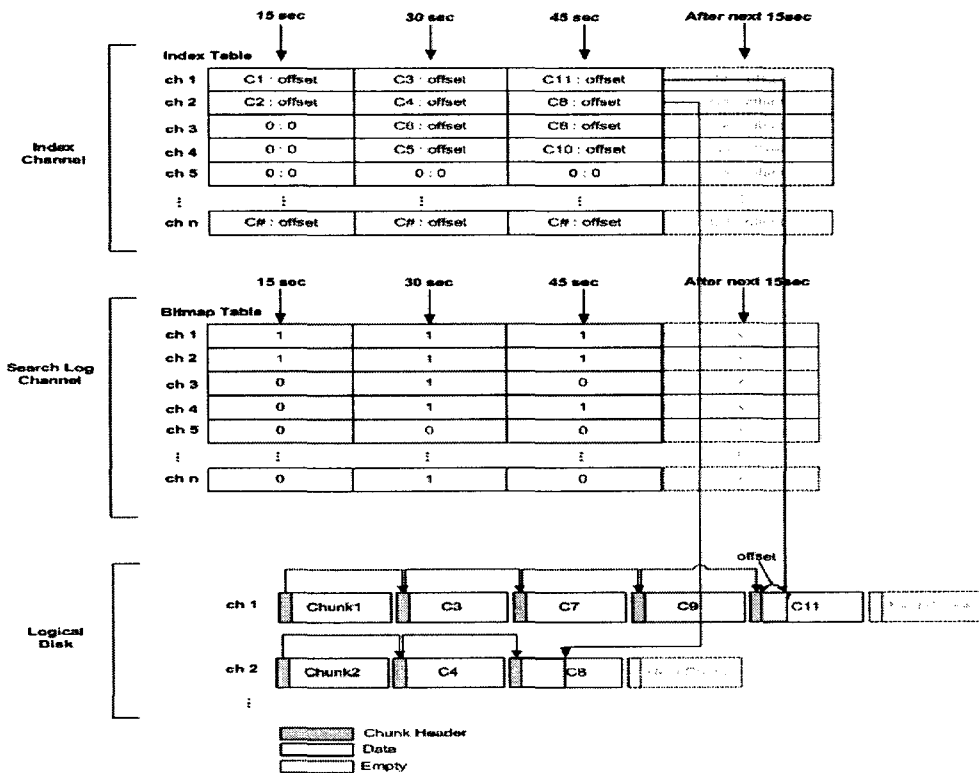 15 sec 30 sec 45 sec After next 15sec
Index Table
ch 1 C1 : offset C3 : offset C11 : offset
ch 2 C2 : offset C4 : offset C8 : offset
ch 3 0 : 0 C6 : offset C8 : offset
Index Channel
ch 4 0 : 0 C5 : offset C10 : offset
ch 5 0 : 0 0 : 0 0 : 0
⋮ ⋮ ⋮ ⋮
ch n C# : offset C# : offset C# : offset
15 sec 30 sec 45 sec After next 15sec
Bitmap Table
ch 1 1 1 1
ch 2 1 1 1
Search Log Channel
ch 3 0 1 0
ch 4 0 1 1
ch 5 0 0 0
⋮ ⋮ ⋮ ⋮
ch n 0 1 0
offset
ch 1 Chunk1 C3 C7 C9 C11
Logical Disk
ch 2 Chunk2 C4 C8
⋮
Chunk Header
Data
Empty